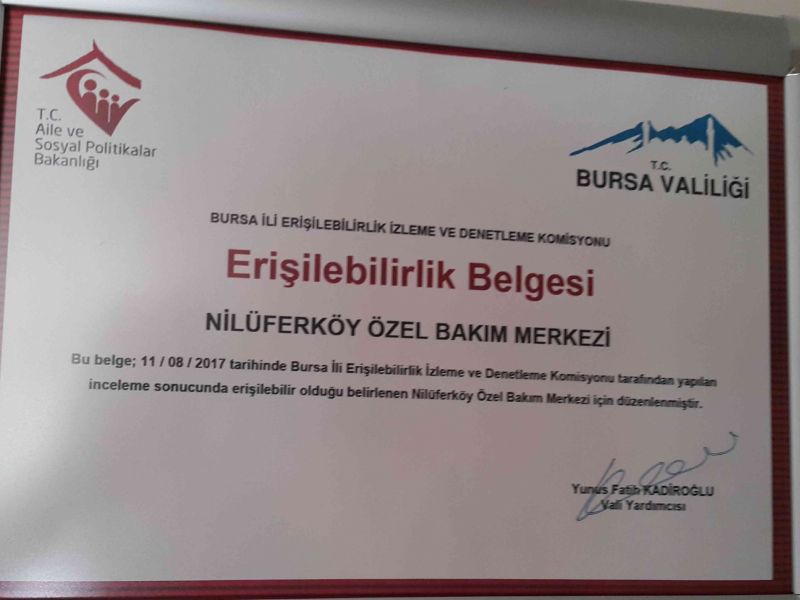 T.C.
Aile ve
Sosyal Politikalar
Bakanlığı
T.C.
BURSA VALİLİĞİ
BURSA İLİ ERİŞİLEBİLİRLİK İZLEME VE DENETLEME KOMİSYONU
Erişilebilirlik Belgesi
NİLÜFERKÖY ÖZEL BAKIM MERKEZİ
Bu belge; 11 / 08 / 2017 tarihinde Bursa İli Erişilebilirlik İzleme ve Denetleme Komisyonu tarafından yapılan
inceleme sonucunda erişilebilir olduğu belirlenen Nilüferköy Özel Bakım Merkezi için düzenlenmiştir.
Yunus Fatih KADİROĞLU
Vali Yardımcısı